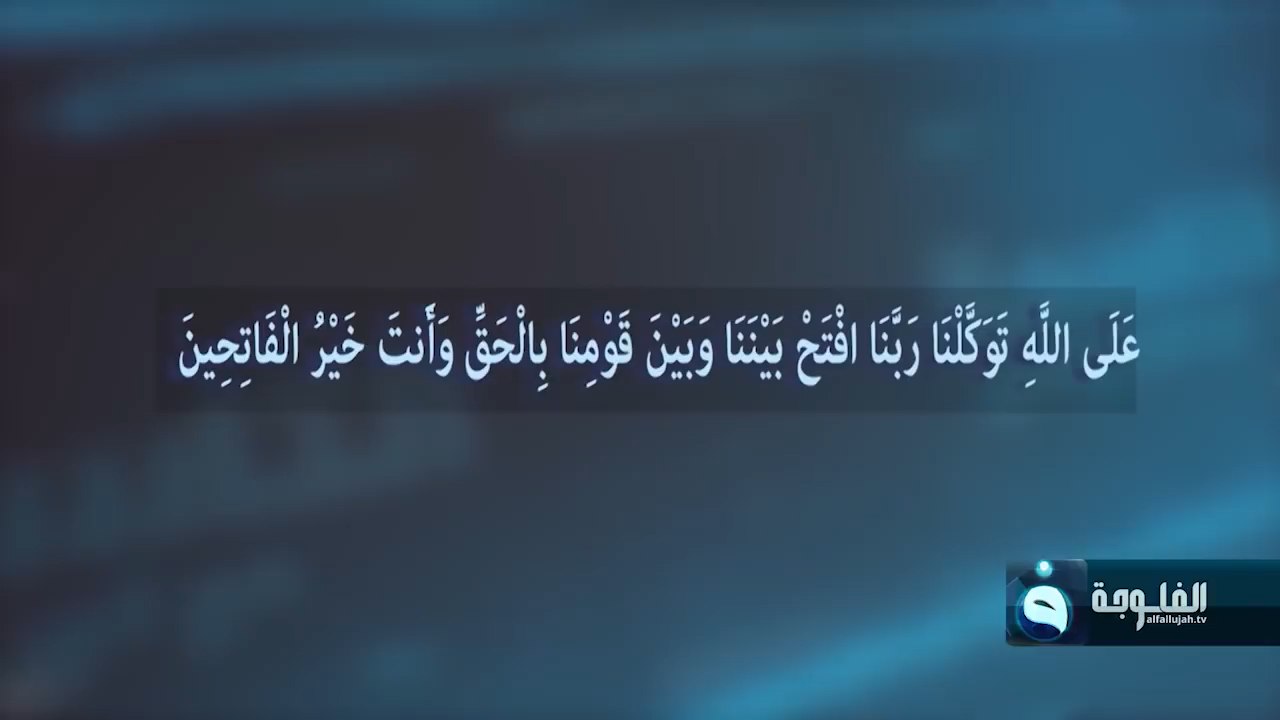 عَلَى اللَّهِ تَوَكَّلْنَا رَبَّنَا افْتَحْ بَيْنَنَا وَبَيْنَ قَوْمِنَا بِالْحَقِّ وَأَنتَ خَيْرُ الْفَاتِحِينَ
الفلوجة
alfallujah.tv